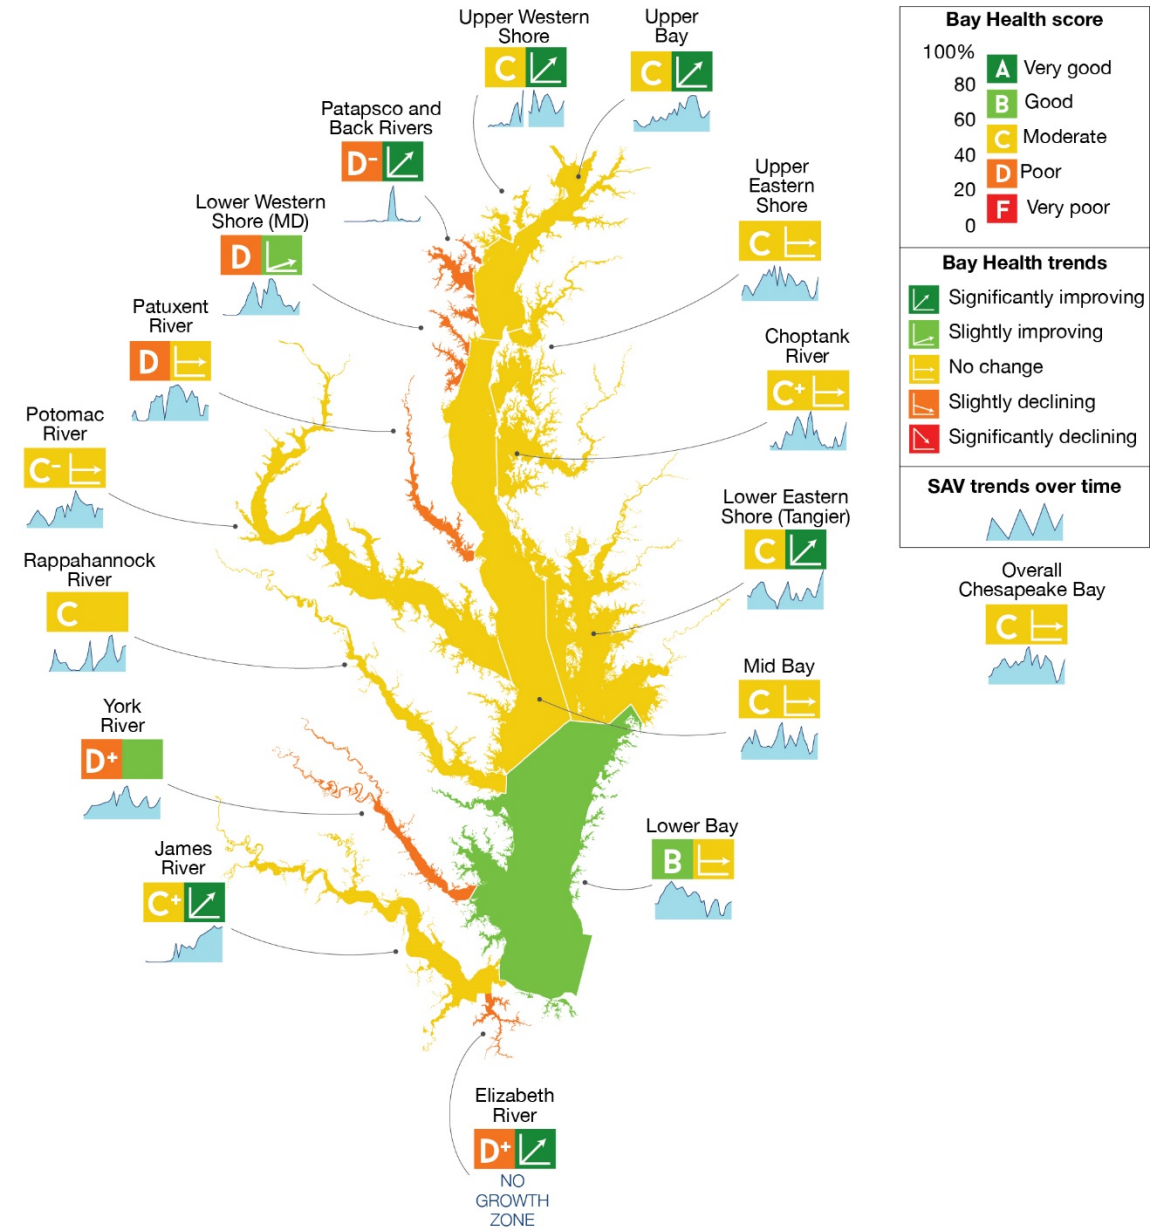 Upper Western
Shore
C
Upper
Bay
C
Patapsco and
Back Rivers
D-
Lower Western
Shore (MD)
D
Patuxent
River
D
Potomac
River
C-
Rappahannock
River
C
York
River
D+
James
River
C+
Upper
Eastern
Shore
C
Choptank
River
C+
Lower Eastern
Shore (Tangier)
C
Mid Bay
C
Lower Bay
B
Elizabeth
River
D+
NO
GROWTH
ZONE
Bay Health score
100%
80
60
40
20
0
A Very good
B Good
C Moderate
D Poor
F Very poor
Bay Health trends
Significantly improving
Slightly improving
No change
Slightly declining
Significantly declining
SAV trends over time
Overall
Chesapeake Bay
C